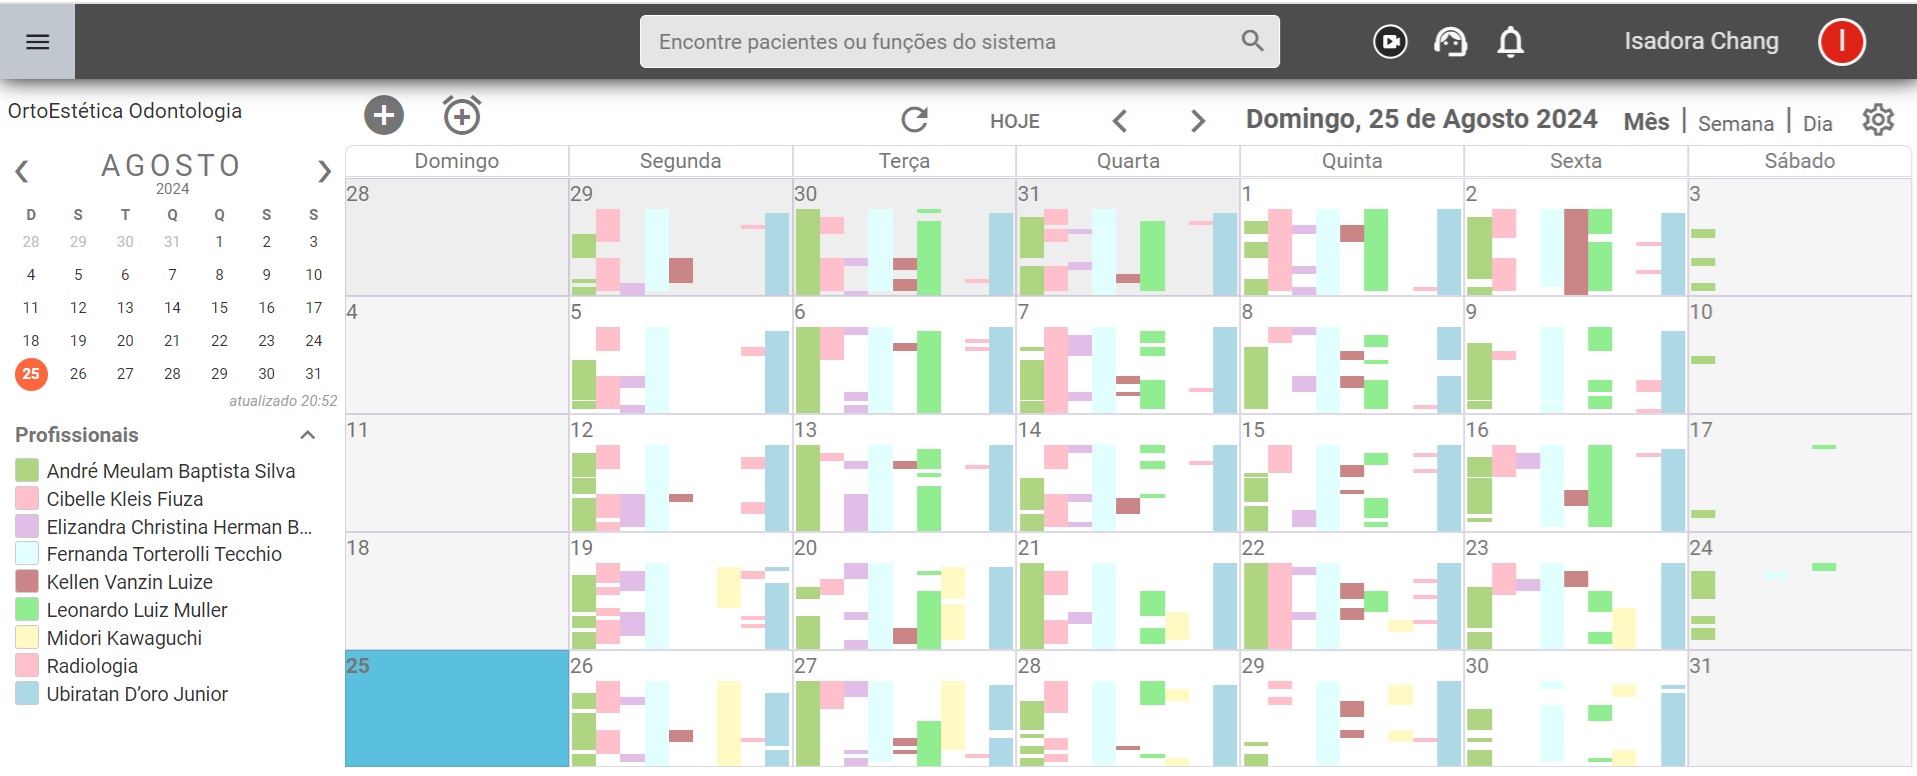 Encontre pacientes ou funções do sistema
Isadora Chang
I
OrtoEstética Odontologia
AGOSTO
2024
D S T Q Q S S
28 29 30 31 1 2 3
4 5 6 7 8 9 10
11 12 13 14 15 16 17
18 19 20 21 22 23 24
25 26 27 28 29 30 31
atualizado 20:52
Profissionais
André Meulam Baptista Silva
Cibelle Kleis Fiuza
Elizandra Christina Herman B...
Fernanda Torterolli Tecchio
Kellen Vanzin Luize
Leonardo Luiz Muller
Midori Kawaguchi
Radiologia
Ubiratan D'oro Junior
HOJE
Domingo, 25 de Agosto 2024
Mês | Semana | Dia
Domingo Segunda Terça Quarta Quinta Sexta Sábado
28 29 30 31 1 2 3
4 5 6 7 8 9 10
11 12 13 14 15 16 17
18 19 20 21 22 23 24
25 26 27 28 29 30 31